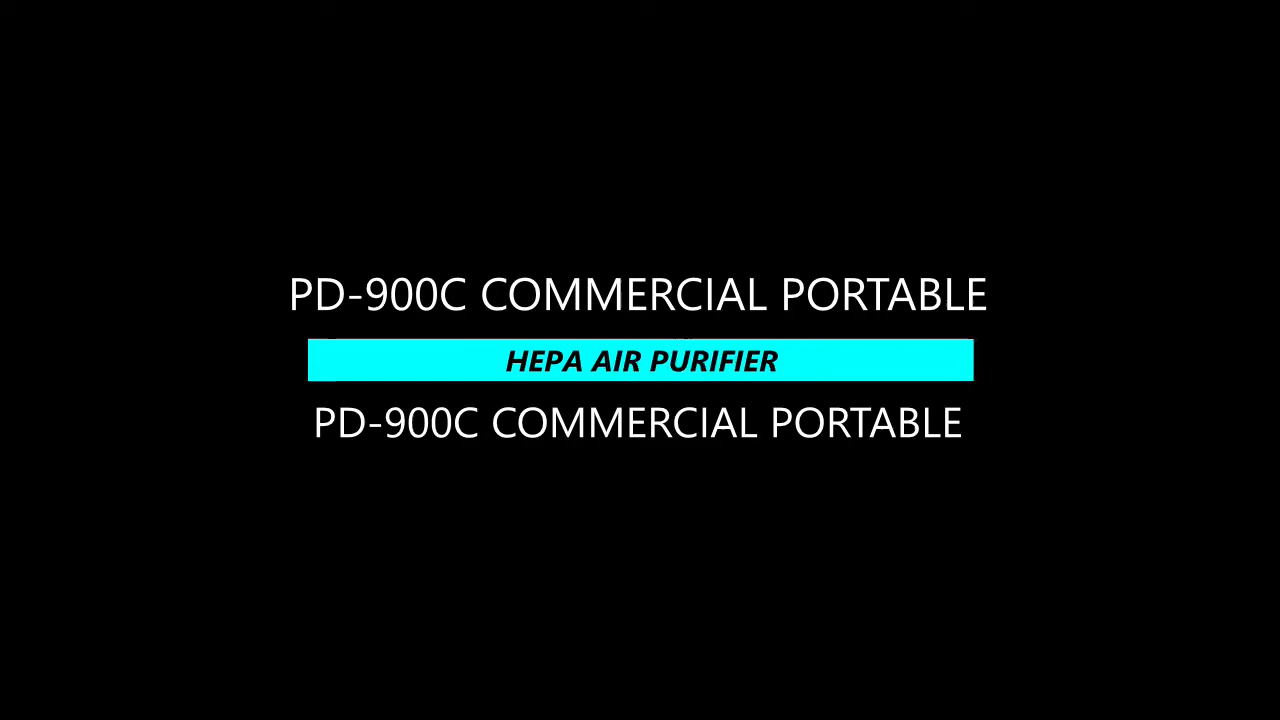 PD-900C COMMERCIAL PORTABLE
HEPA AIR PURIFIER
PD-900C COMMERCIAL PORTABLE